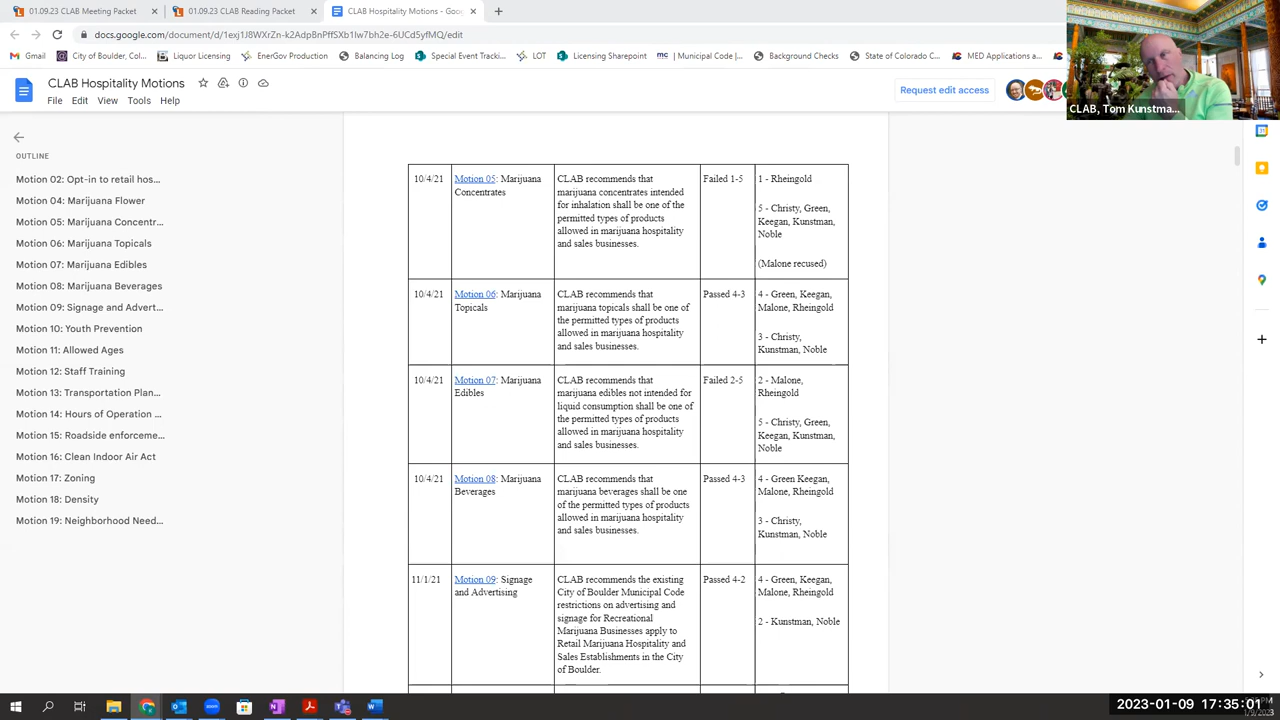 01.09.23 CLAB Meeting Packet
01.09.23 CLAB Reading Packet
CLAB Hospitality Motions - Goo
docs.google.com/document/d/1exj1J8WXrZn-k2AdpBnPffSXb1Iw7bh2e-6UCd5yfMQ/edit
Gmail
City of Boulder, Col...
Liquor Licensing
EnerGov Production
Balancing Log
Special Event Tracki...
LOT
Licensing Sharepoint
Municipal Code |...
Background Checks
State of Colorado C...
MED Applications
CLAB, Tom Kunstma...
CLAB Hospitality Motions
File Edit View Tools Help
Request edit access
OUTLINE
Motion 02: Opt-in to retail hos...
Motion 04: Marijuana Flower
Motion 05: Marijuana Concentr...
Motion 06: Marijuana Topicals
Motion 07: Marijuana Edibles
Motion 08: Marijuana Beverages
Motion 09: Signage and Advert...
Motion 10: Youth Prevention
Motion 11: Allowed Ages
Motion 12: Staff Training
Motion 13: Transportation Plan...
Motion 14: Hours of Operation ...
Motion 15: Roadside enforceme...
Motion 16: Clean Indoor Air Act
Motion 17: Zoning
Motion 18: Density
Motion 19: Neighborhood Need...
10/4/21
Motion 05: Marijuana
Concentrates
CLAB recommends that
marijuana concentrates intended
for inhalation shall be one of the
permitted types of products
allowed in marijuana hospitality
and sales businesses.
Failed 1-5
1 - Rheingold
5 - Christy, Green,
Keegan, Kunstman,
Noble
(Malone recused)
10/4/21
Motion 06: Marijuana
Topicals
CLAB recommends that
marijuana topicals shall be one of
the permitted types of products
allowed in marijuana hospitality
and sales businesses.
Passed 4-3
4 - Green, Keegan,
Malone, Rheingold
3 - Christy,
Kunstman, Noble
10/4/21
Motion 07: Marijuana
Edibles
CLAB recommends that
marijuana edibles not intended for
liquid consumption shall be one of
the permitted types of products
allowed in marijuana hospitality
and sales businesses.
Failed 2-5
2 - Malone,
Rheingold
5 - Christy, Green,
Keegan, Kunstman,
Noble
10/4/21
Motion 08: Marijuana
Beverages
CLAB recommends that
marijuana beverages shall be one
of the permitted types of products
allowed in marijuana hospitality
and sales businesses.
Passed 4-3
4 - Green Keegan,
Malone, Rheingold
3 - Christy,
Kunstman, Noble
11/1/21
Motion 09: Signage
and Advertising
CLAB recommends the existing
City of Boulder Municipal Code
restrictions on advertising and
signage for Recreational
Marijuana Businesses apply to
Retail Marijuana Hospitality and
Sales Establishments in the City
of Boulder.
Passed 4-2
4 - Green, Keegan,
Malone, Rheingold
2 - Kunstman, Noble
2023-01-09 17:35:01